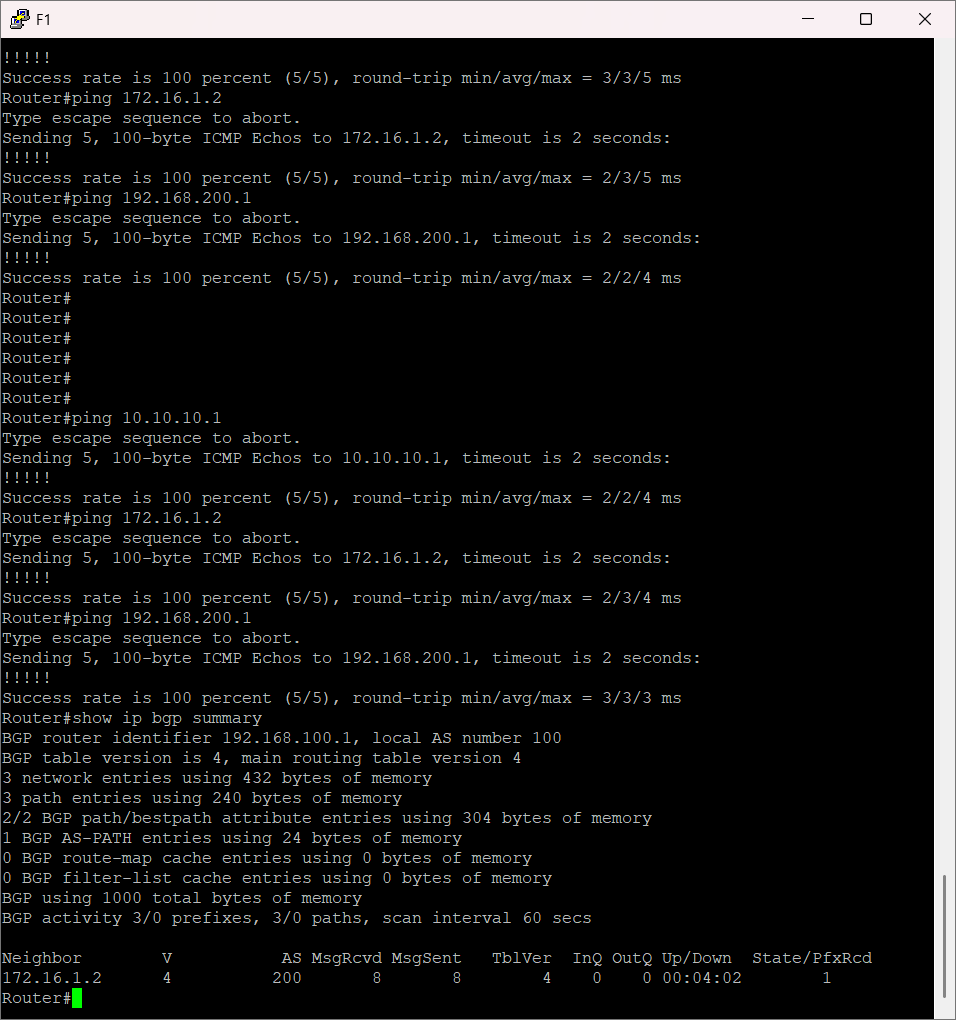 F1
!!!!!
Success rate is 100 percent (5/5), round-trip min/avg/max = 3/3/5 ms
Router#ping 172.16.1.2
Type escape sequence to abort.
Sending 5, 100-byte ICMP Echos to 172.16.1.2, timeout is 2 seconds:
!!!!!
Success rate is 100 percent (5/5), round-trip min/avg/max = 2/3/5 ms
Router#ping 192.168.200.1
Type escape sequence to abort.
Sending 5, 100-byte ICMP Echos to 192.168.200.1, timeout is 2 seconds:
!!!!!
Success rate is 100 percent (5/5), round-trip min/avg/max = 2/2/4 ms
Router#
Router#
Router#
Router#
Router#
Router#
Router#ping 10.10.10.1
Type escape sequence to abort.
Sending 5, 100-byte ICMP Echos to 10.10.10.1, timeout is 2 seconds:
!!!!!
Success rate is 100 percent (5/5), round-trip min/avg/max = 2/2/4 ms
Router#ping 172.16.1.2
Type escape sequence to abort.
Sending 5, 100-byte ICMP Echos to 172.16.1.2, timeout is 2 seconds:
!!!!!
Success rate is 100 percent (5/5), round-trip min/avg/max = 2/3/4 ms
Router#ping 192.168.200.1
Type escape sequence to abort.
Sending 5, 100-byte ICMP Echos to 192.168.200.1, timeout is 2 seconds:
!!!!!
Success rate is 100 percent (5/5), round-trip min/avg/max = 3/3/3 ms
Router#show ip bgp summary
BGP router identifier 192.168.100.1, local AS number 100
BGP table version is 4, main routing table version 4
3 network entries using 432 bytes of memory
3 path entries using 240 bytes of memory
2/2 BGP path/bestpath attribute entries using 304 bytes of memory
1 BGP AS-PATH entries using 24 bytes of memory
0 BGP route-map cache entries using 0 bytes of memory
0 BGP filter-list cache entries using 0 bytes of memory
BGP using 1000 total bytes of memory
BGP activity 3/0 prefixes, 3/0 paths, scan interval 60 secs

Neighbor        V           AS MsgRcvd MsgSent   TblVer  InQ OutQ Up/Down  State/PfxRcd
172.16.1.2      4          200       8       8        4    0    0 00:04:02        1
Router#